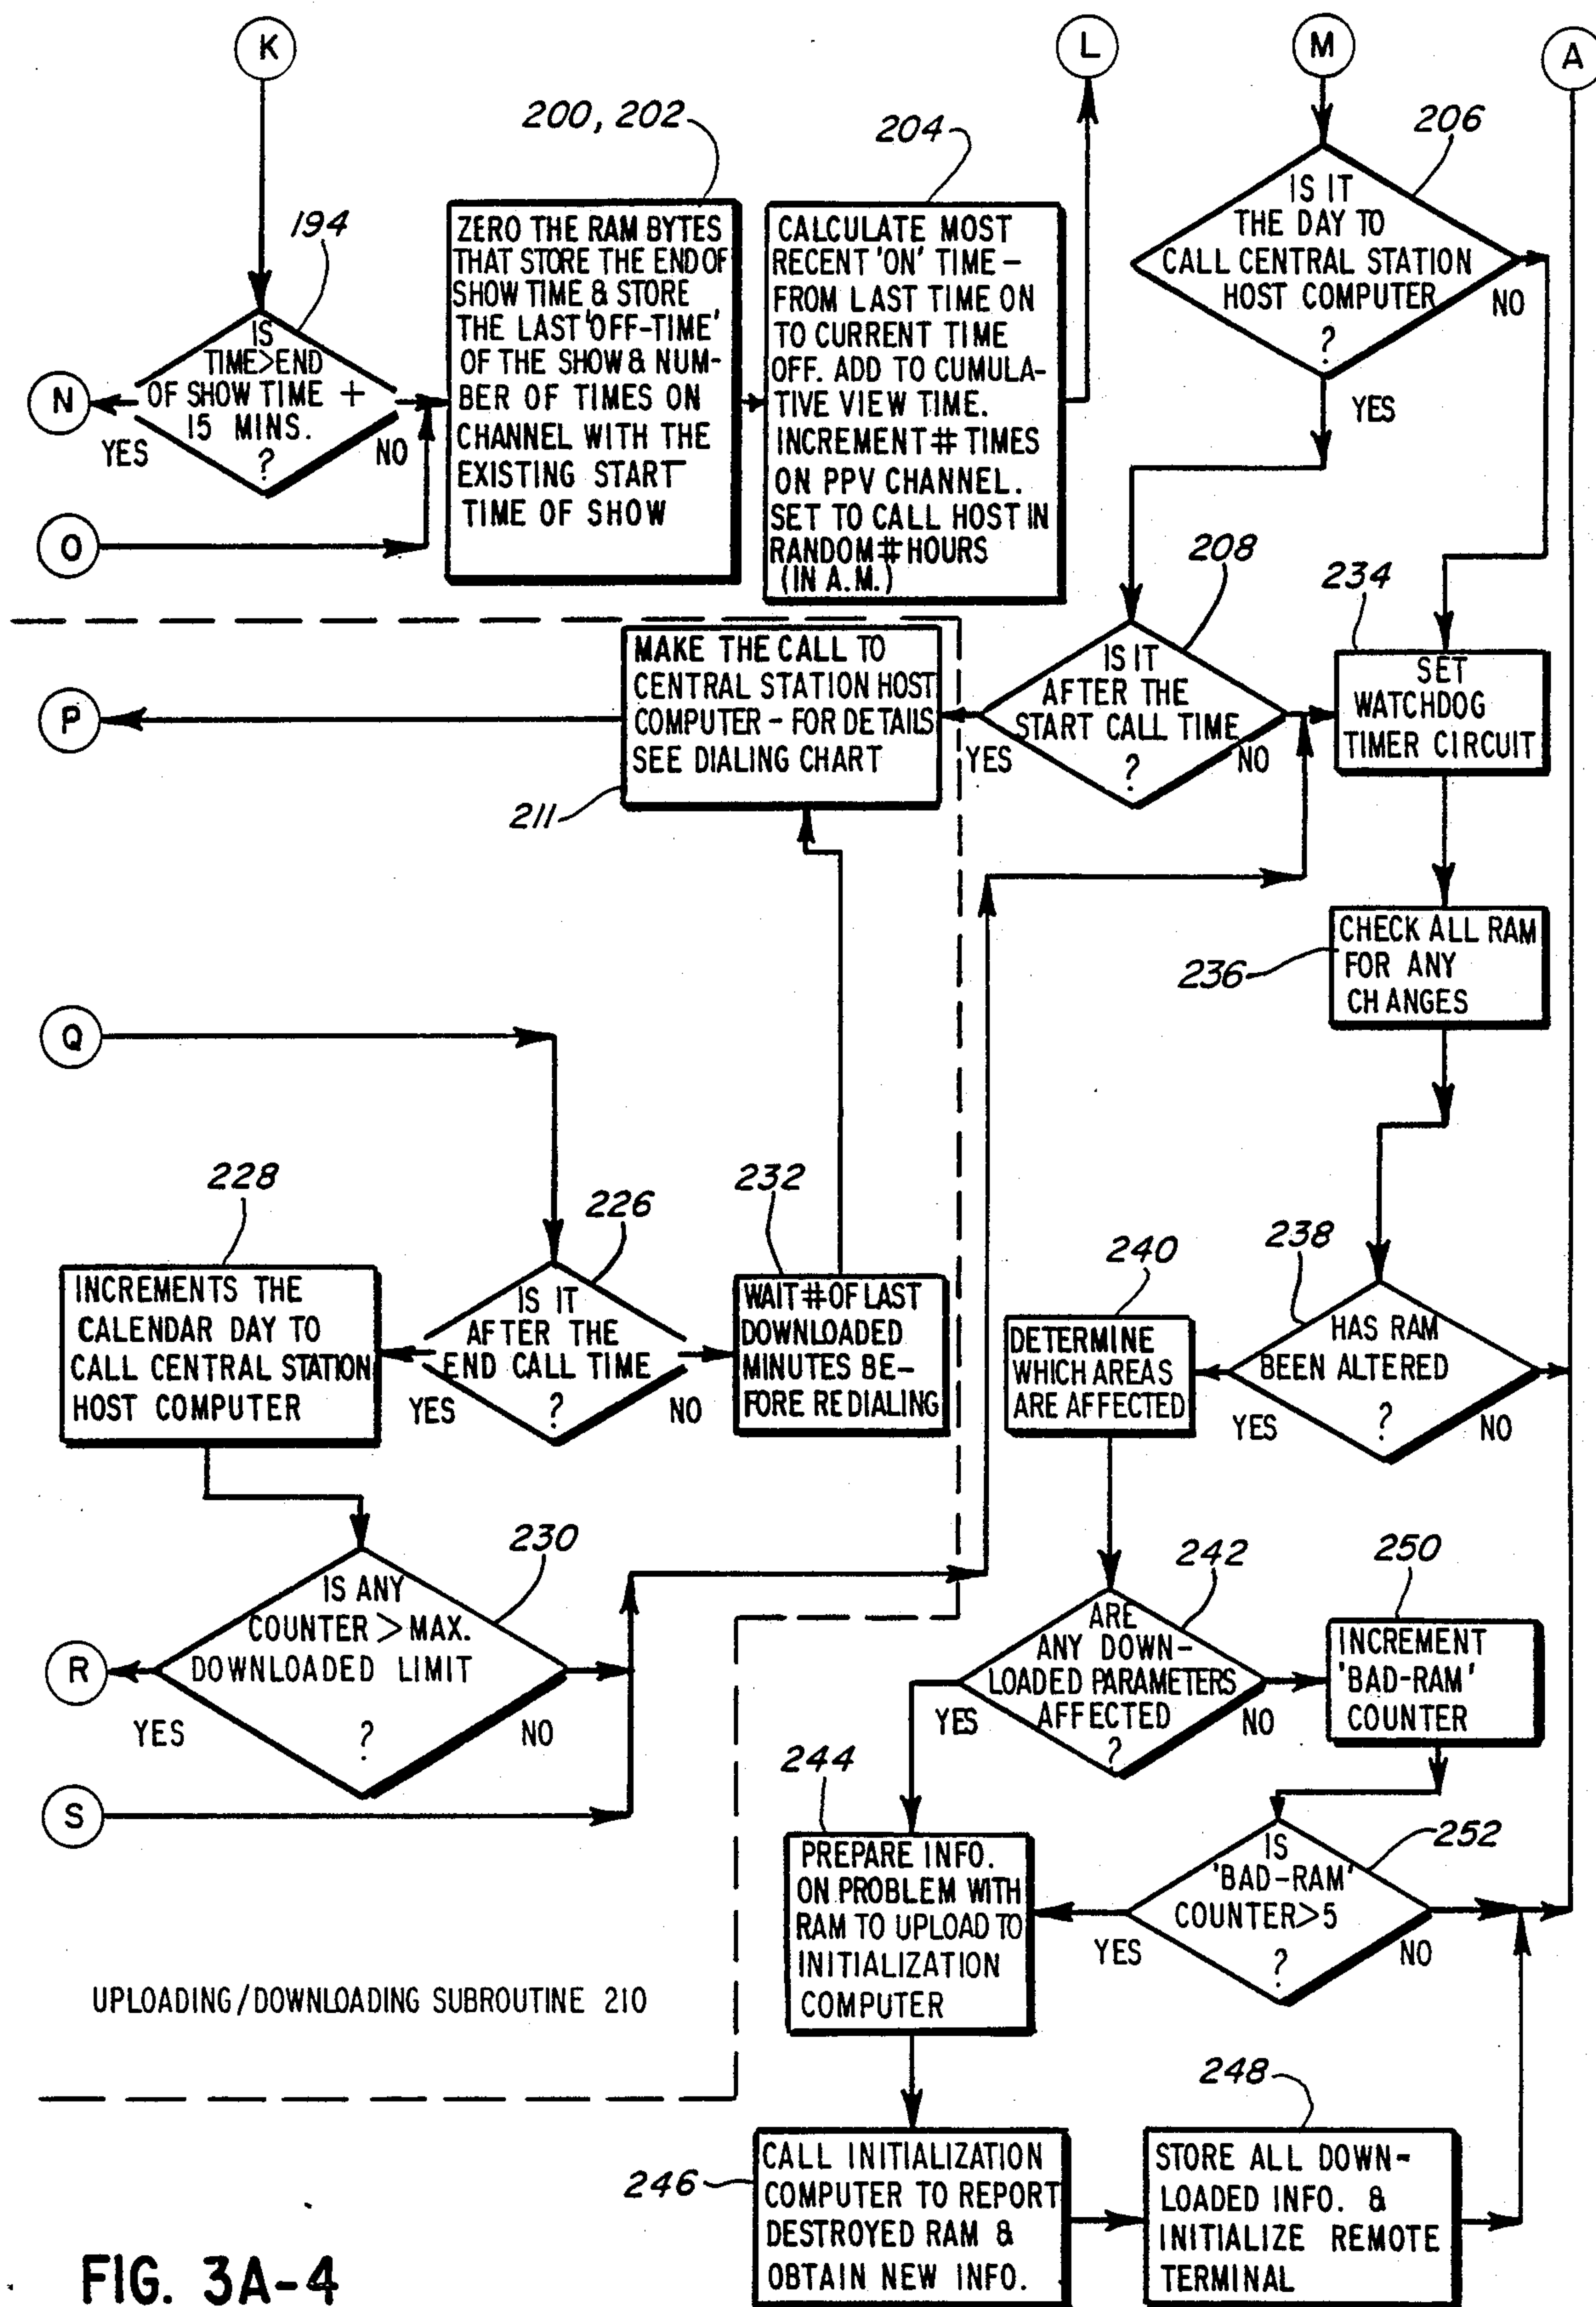 K
L
M
A
200, 202
204
206
194
IS
TIME>END
OF SHOW TIME +
15 MINS.
?
YES
NO
N
O
ZERO THE RAM BYTES
THAT STORE THE END OF
SHOW TIME & STORE
THE LAST 'OFF-TIME'
OF THE SHOW & NUM-
BER OF TIMES ON
CHANNEL WITH THE
EXISTING START
TIME OF SHOW
CALCULATE MOST
RECENT 'ON' TIME –
FROM LAST TIME ON
TO CURRENT TIME
OFF. ADD TO CUMULA-
TIVE VIEW TIME.
INCREMENT # TIMES
ON PPV CHANNEL.
SET TO CALL HOST IN
RANDOM # HOURS
(IN A.M.)
IS IT
THE DAY TO
CALL CENTRAL STATION
HOST COMPUTER
?
NO
YES
208
234
P
MAKE THE CALL TO
CENTRAL STATION HOST
COMPUTER – FOR DETAILS
SEE DIALING CHART
211
IS IT
AFTER THE
START CALL TIME
?
YES
NO
SET
WATCHDOG
TIMER CIRCUIT
CHECK ALL RAM
FOR ANY
CHANGES
236
Q
228
226
232
INCREMENTS THE
CALENDAR DAY TO
CALL CENTRAL STATION
HOST COMPUTER
IS IT
AFTER THE
END CALL TIME
?
YES
NO
WAIT # OF LAST
DOWNLOADED
MINUTES BE-
FORE REDIALING
240
238
DETERMINE
WHICH AREAS
ARE AFFECTED
HAS RAM
BEEN ALTERED
?
YES
NO
230
IS ANY
COUNTER > MAX.
DOWNLOADED LIMIT
?
YES
NO
R
S
242
250
ARE
ANY DOWN-
LOADED PARAMETERS
AFFECTED
?
YES
NO
INCREMENT
'BAD-RAM'
COUNTER
244
252
PREPARE INFO.
ON PROBLEM WITH
RAM TO UPLOAD TO
INITIALIZATION
COMPUTER
IS
'BAD-RAM'
COUNTER>5
?
YES
NO
UPLOADING/DOWNLOADING SUBROUTINE 210
248
246
CALL INITIALIZATION
COMPUTER TO REPORT
DESTROYED RAM &
OBTAIN NEW INFO.
STORE ALL DOWN-
LOADED INFO. &
INITIALIZE REMOTE
TERMINAL
FIG. 3A-4